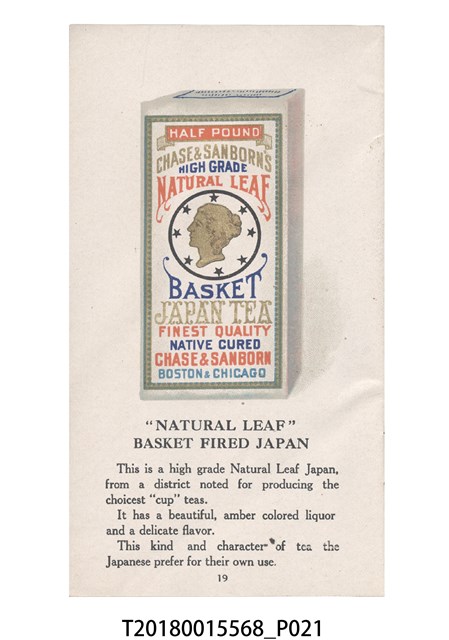 HALF POUND
CHASE & SANBORN'S
HIGH GRADE
NATURAL LEAF
BASKET
JAPAN TEA
FINEST QUALITY
NATIVE CURED
CHASE & SANBORN
BOSTON & CHICAGO
"NATURAL LEAF"
BASKET FIRED JAPAN
This is a high grade Natural Leaf Japan,
from a district noted for producing the
choicest "cup" teas.
It has a beautiful, amber colored liquor
and a delicate flavor.
This kind and character of tea the
Japanese prefer for their own use.
19
T20180015568_P021